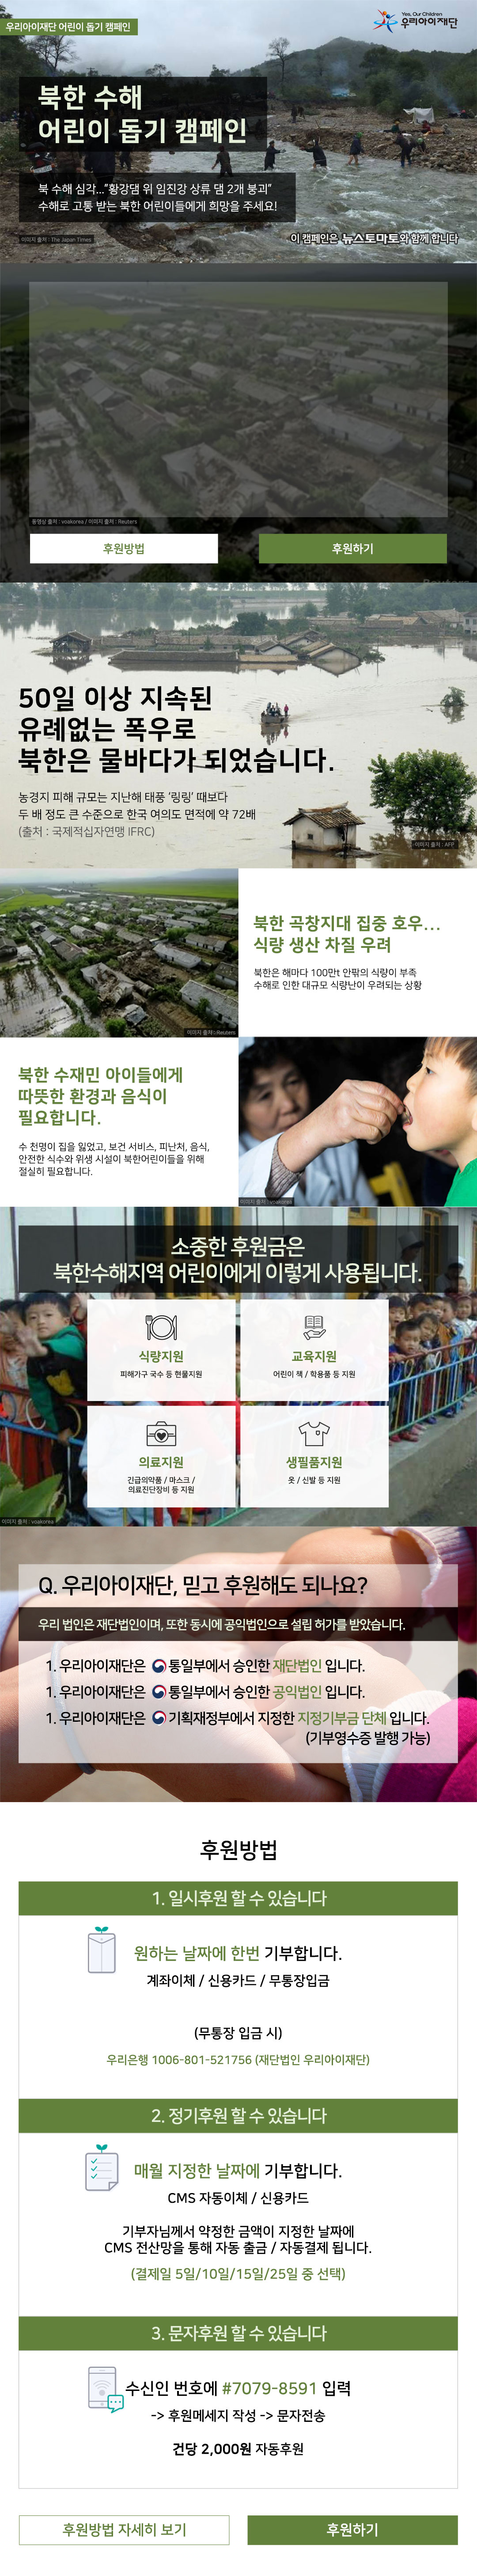 우리아이재단 어린이 돕기 캠페인
Yes, Our Children
우리아이재단
북한 수해
어린이 돕기 캠페인
북 수해 심각..."황강댐 위 임진강 상류 댐 2개 붕괴"
수해로 고통 받는 북한 어린이들에게 희망을 주세요!
이미지 출처 : The Japan Times
이 캠페인은 뉴스토마토와 함께 합니다
동영상 출처 : voakorea / 이미지 출처 : Reuters
후원방법
후원하기
50일 이상 지속된
유례없는 폭우로
북한은 물바다가 되었습니다.
농경지 피해 규모는 지난해 태풍 '링링' 때보다
두 배 정도 큰 수준으로 한국 여의도 면적에 약 72배
(출처 : 국제적십자연맹 IFRC)
이미지 출처 : AFP
북한 곡창지대 집중 호우...
식량 생산 차질 우려
북한은 해마다 100만t 안팎의 식량이 부족
수해로 인한 대규모 식량난이 우려되는 상황
이미지 출처 : Reuters
북한 수재민 아이들에게
따뜻한 환경과 음식이
필요합니다.
수 천명이 집을 잃었고, 보건 서비스, 피난처, 음식,
안전한 식수와 위생 시설이 북한어린이들을 위해
절실히 필요합니다.
이미지 출처 : voakorea
소중한 후원금은
북한수해지역 어린이에게 이렇게 사용됩니다.
식량지원
피해가구 국수 등 현물지원
교육지원
어린이 책 / 학용품 등 지원
의료지원
긴급의약품 / 마스크 /
의료진단장비 등 지원
생필품지원
옷 / 신발 등 지원
이미지 출처 : voakorea
Q. 우리아이재단, 믿고 후원해도 되나요?
우리 법인은 재단법인이며, 또한 동시에 공익법인으로 설립 허가를 받았습니다.
1. 우리아이재단은 통일부에서 승인한 재단법인 입니다.
1. 우리아이재단은 통일부에서 승인한 공익법인 입니다.
1. 우리아이재단은 기획재정부에서 지정한 지정기부금 단체 입니다.
(기부영수증 발행 가능)
후원방법
1. 일시후원 할 수 있습니다
원하는 날짜에 한번 기부합니다.
계좌이체 / 신용카드 / 무통장입금
(무통장 입금 시)
우리은행 1006-801-521756 (재단법인 우리아이재단)
2. 정기후원 할 수 있습니다
매월 지정한 날짜에 기부합니다.
CMS 자동이체 / 신용카드
기부자님께서 약정한 금액이 지정한 날짜에
CMS 전산망을 통해 자동 출금 / 자동결제 됩니다.
(결제일 5일/10일/15일/25일 중 선택)
3. 문자후원 할 수 있습니다
수신인 번호에 #7079-8591 입력
-> 후원메세지 작성 -> 문자전송
건당 2,000원 자동후원
후원방법 자세히 보기
후원하기